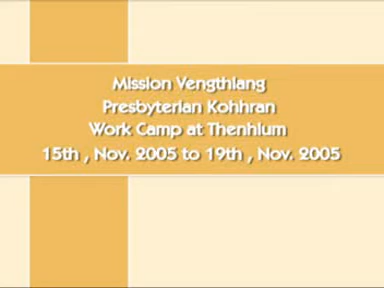 Mission Vengthlang
Presbyterian Kohhran
Work Camp at Thenhlum
15th , Nov. 2005 to 19th , Nov. 2005